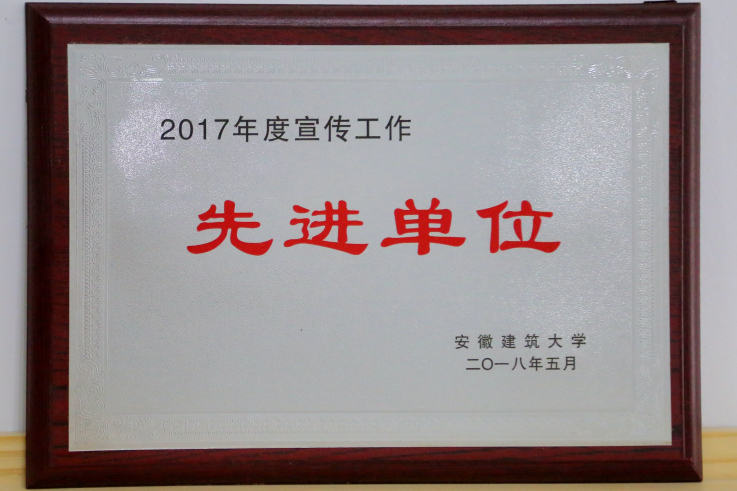 2017年度宣传工作
先进单位
安徽建筑大学
二〇一八年五月